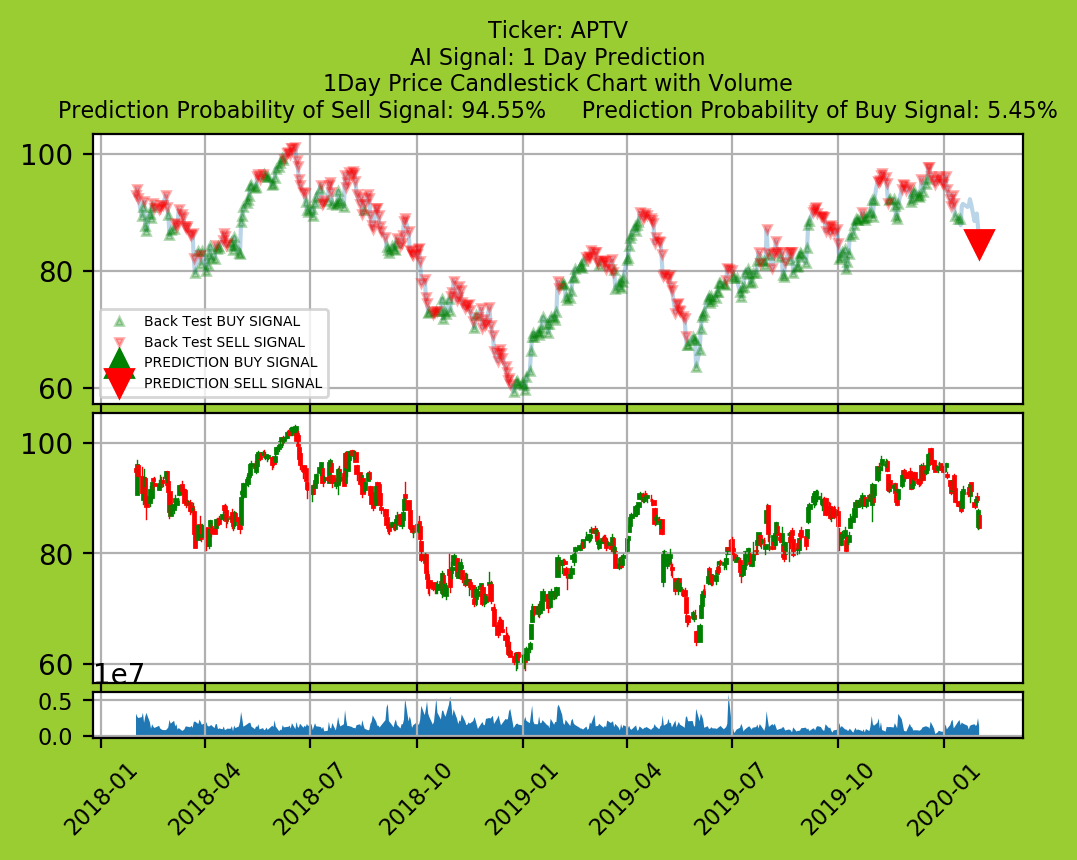 Ticker: APTV
AI Signal: 1 Day Prediction
1Day Price Candlestick Chart with Volume
Prediction Probability of Sell Signal: 94.55% Prediction Probability of Buy Signal: 5.45%
100
80
60
Back Test BUY SIGNAL
Back Test SELL SIGNAL
PREDICTION BUY SIGNAL
PREDICTION SELL SIGNAL
100
80
60
1e7
0.5
0.0
2018-01 2018-04 2018-07 2018-10 2019-01 2019-04 2019-07 2019-10 2020-01